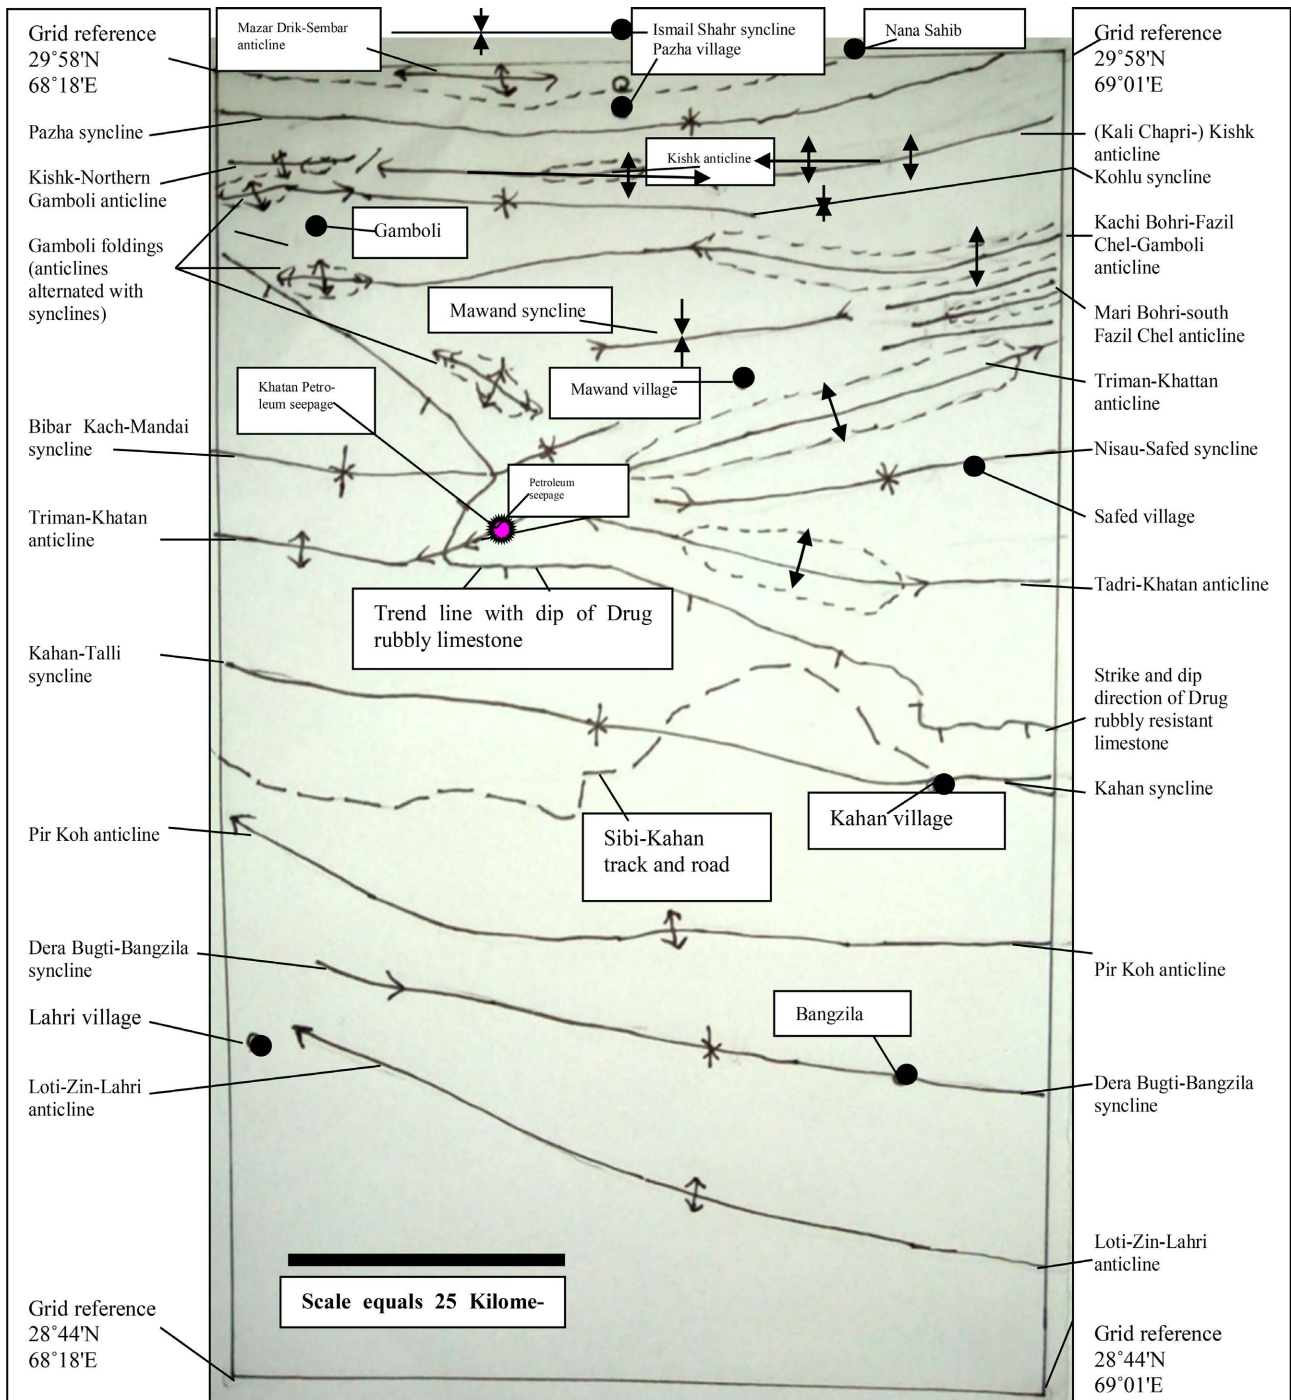 Grid reference
29˚58'N
68˚18'E
Mazar Drik-Sembar
anticline
Ismail Shahr syncline
Pazha village
Nana Sahib
Grid reference
29˚58'N
69˚01'E
Pazha syncline
Kishk-Northern
Gamboli anticline
Gamboli foldings
(anticlines
alternated with
synclines)
Kishk anticline
(Kali Chapri-) Kishk
anticline
Kohlu syncline
Gamboli
Kachi Bohri-Fazil
Chel-Gamboli
anticline
Mawand syncline
Mari Bohri-south
Fazil Chel anticline
Khatan Petro-
leum seepage
Mawand village
Triman-Khattan
anticline
Bibar Kach-Mandai
syncline
Nisau-Safed syncline
Petroleum
seepage
Safed village
Triman-Khatan
anticline
Tadri-Khatan anticline
Trend line with dip of Drug
rubbly limestone
Kahan-Talli
syncline
Strike and dip
direction of Drug
rubbly resistant
limestone
Kahan syncline
Kahan village
Sibi-Kahan
track and road
Pir Koh anticline
Dera Bugti-Bangzila
syncline
Pir Koh anticline
Lahri village
Bangzila
Loti-Zin-Lahri
anticline
Dera Bugti-Bangzila
syncline
Loti-Zin-Lahri
anticline
Scale equals 25 Kilome-
Grid reference
28˚44'N
68˚18'E
Grid reference
28˚44'N
69˚01'E